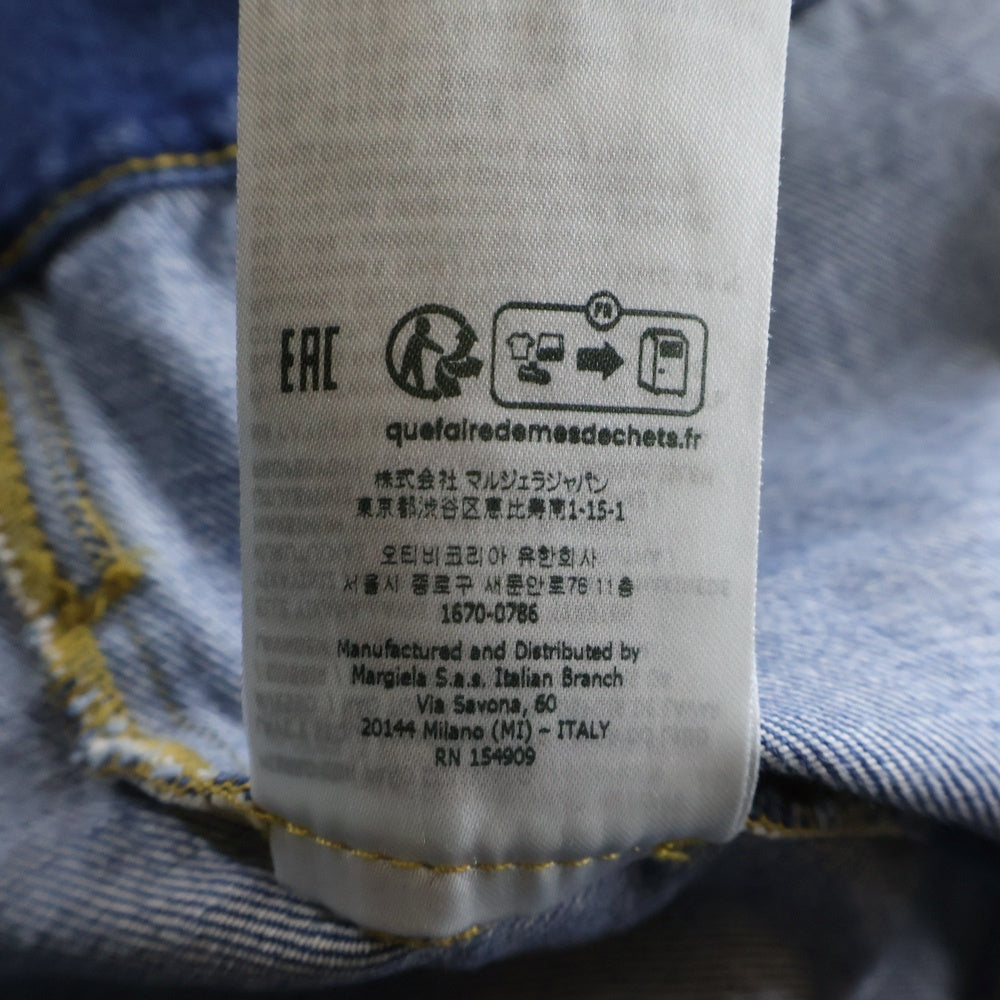 EAC
FR
quefairedemesdechets.fr
株式会社 マルジェラジャパン
東京都渋谷区恵比寿南1-15-1
오티비코리아 유한회사
서울시 종로구 새문안로76 11층
1670-0786
Manufactured and Distributed by
Margiela S.a.s. Italian Branch
Via Savona, 60
20144 Milano (MI) - ITALY
RN 154909